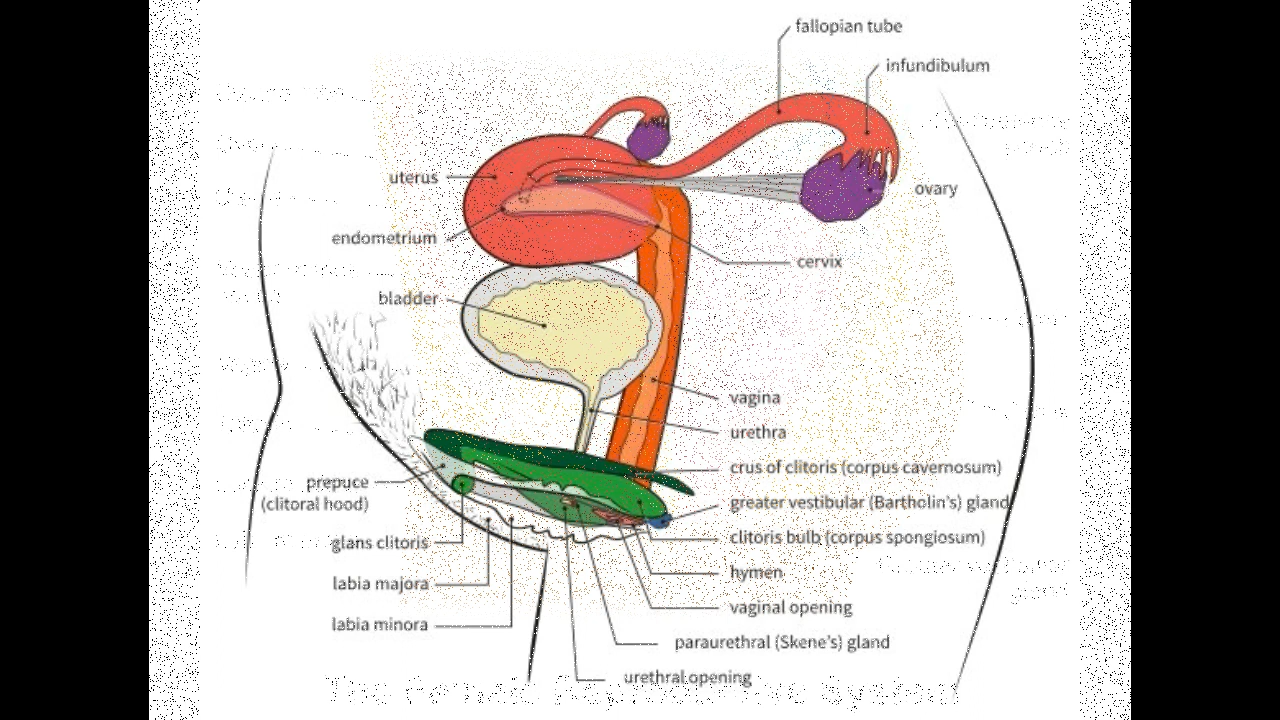 fallopian tube
infundibulum
uterus
ovary
endometrium
cervix
bladder
vagina
urethra
crus of clitoris (corpus cavernosum)
prepuce
(clitoral hood)
greater vestibular (Bartholin's) gland
glans clitoris
clitoris bulb (corpus spongiosum)
hymen
labia majora
vaginal opening
labia minora
paraurethral (Skene's) gland
urethral opening